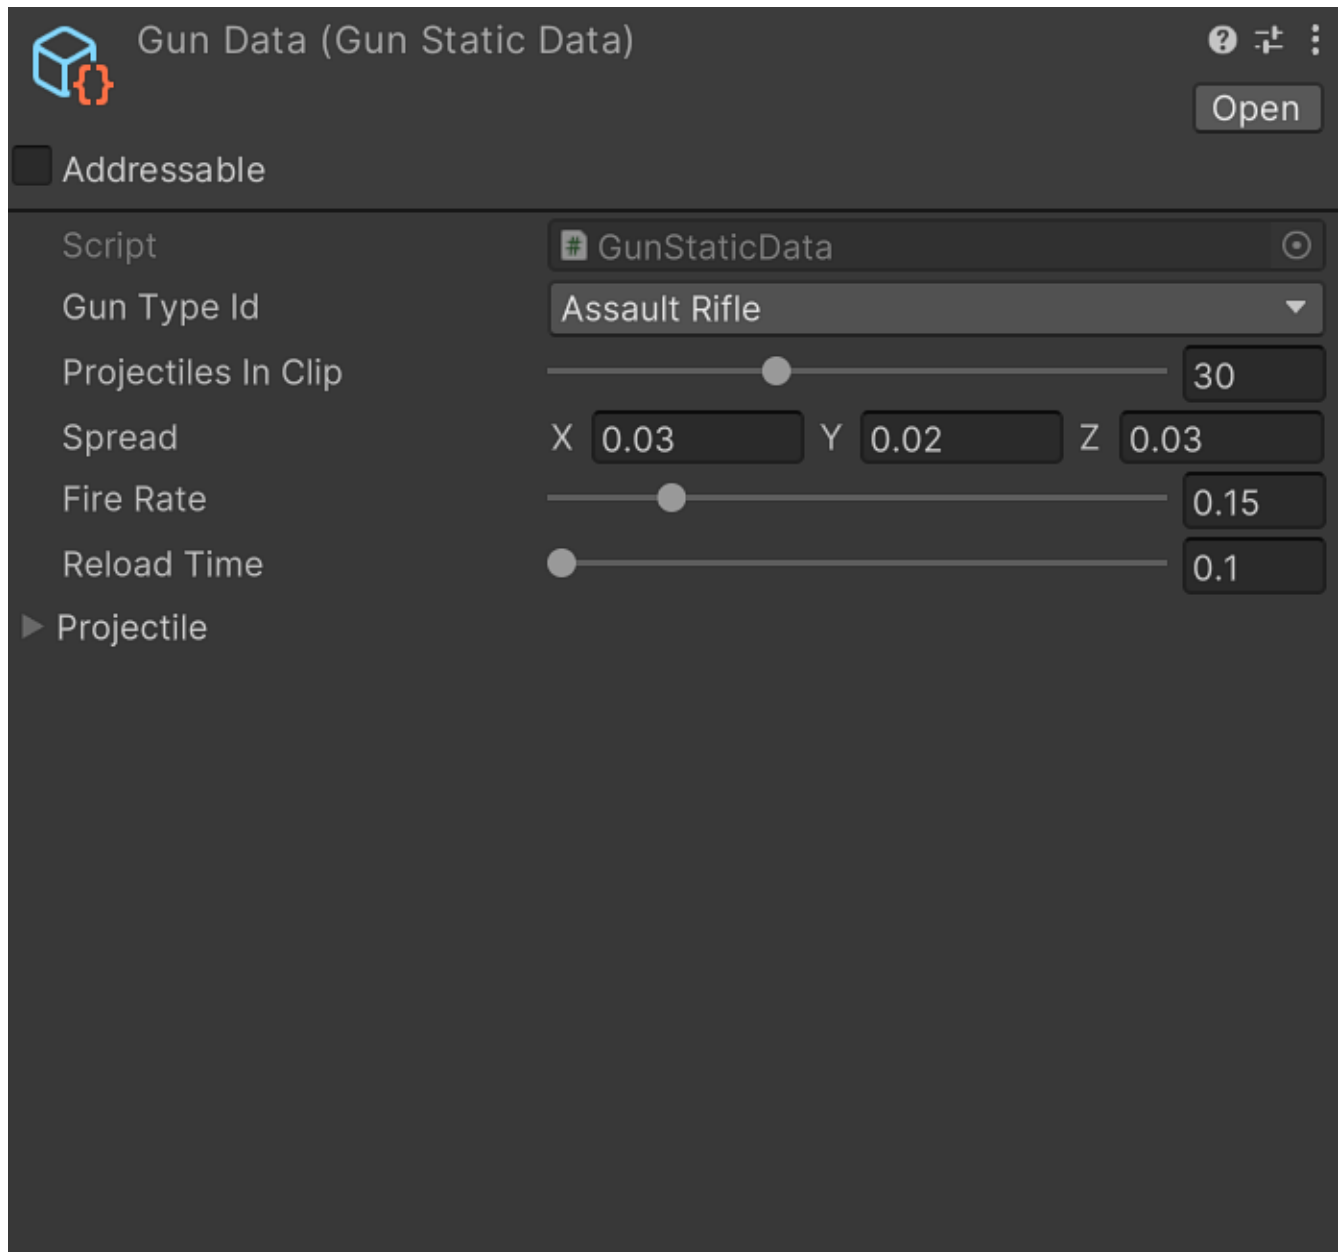 Gun Data (Gun Static Data)
Open
Addressable
Script # GunStaticData
Gun Type Id Assault Rifle
Projectiles In Clip 30
Spread X 0.03 Y 0.02 Z 0.03
Fire Rate 0.15
Reload Time 0.1
Projectile